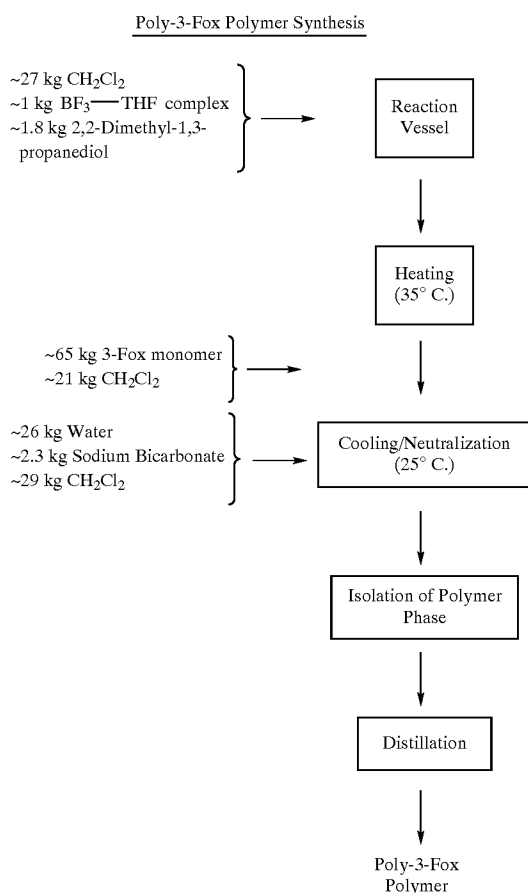 Poly-3-Fox Polymer Synthesis
~27 kg CH₂Cl₂
~1 kg BF₃—THF complex
~1.8 kg 2,2-Dimethyl-1,3-
propanediol
Reaction
Vessel
Heating
(35° C.)
~65 kg 3-Fox monomer
~21 kg CH₂Cl₂
~26 kg Water
~2.3 kg Sodium Bicarbonate
~29 kg CH₂Cl₂
Cooling/Neutralization
(25° C.)
Isolation of Polymer
Phase
Distillation
Poly-3-Fox
Polymer